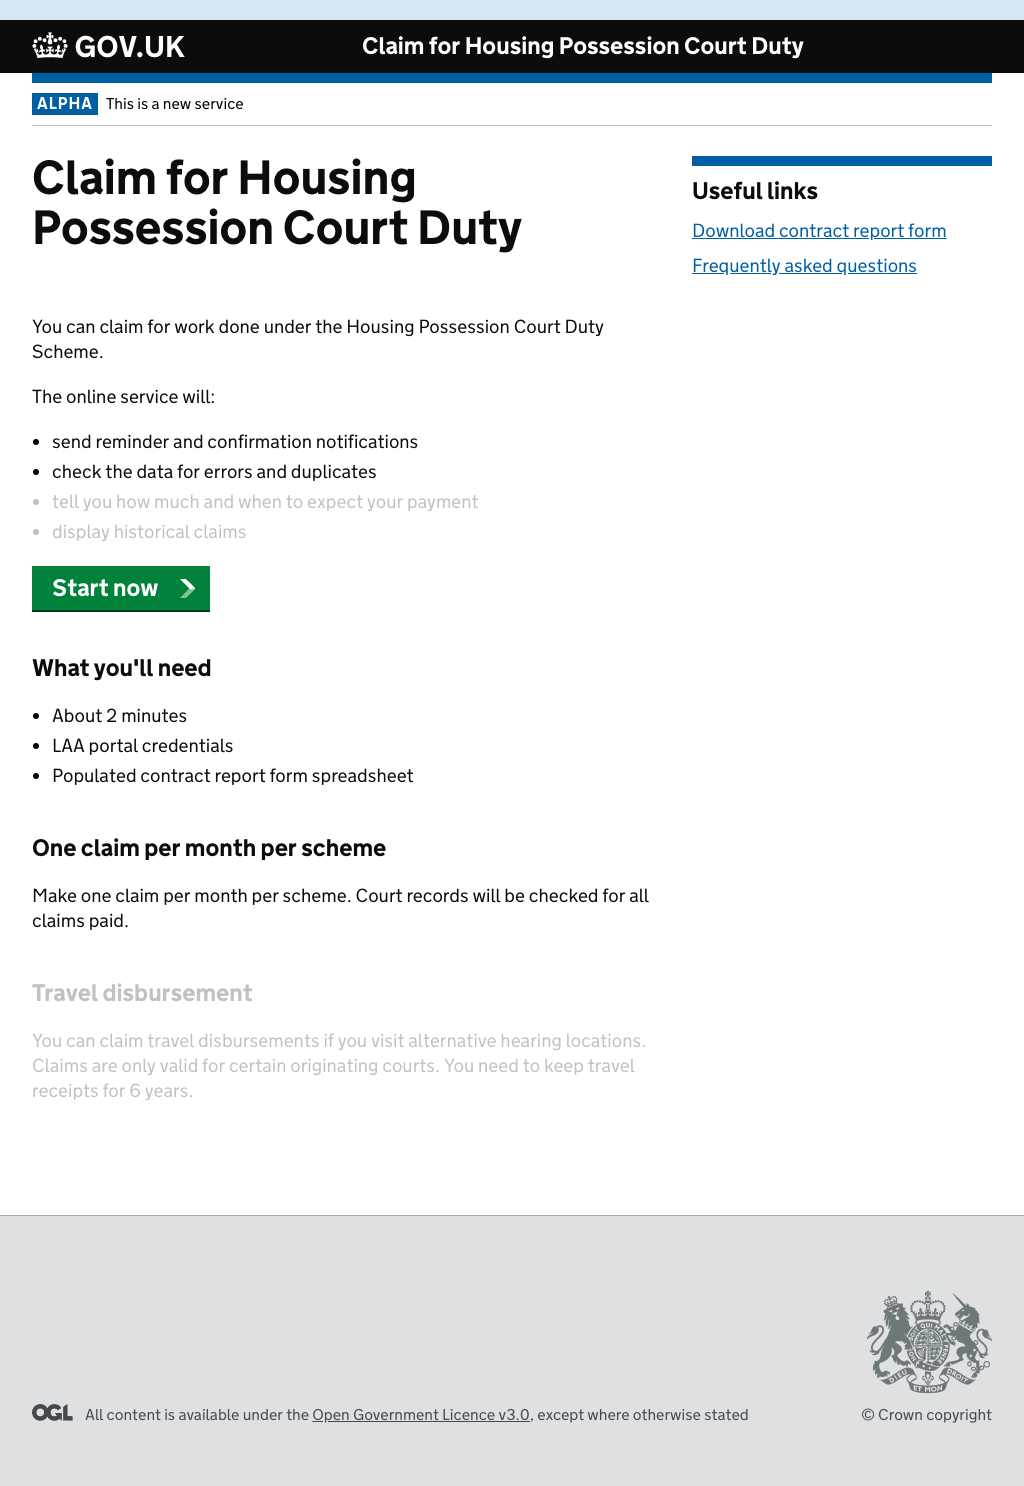 GOV.UK
Claim for Housing Possession Court Duty
ALPHA This is a new service
Claim for Housing
Possession Court Duty
You can claim for work done under the Housing Possession Court Duty
Scheme.
The online service will:
• send reminder and confirmation notifications
• check the data for errors and duplicates
• tell you how much and when to expect your payment
• display historical claims
Start now
What you'll need
• About 2 minutes
• LAA portal credentials
• Populated contract report form spreadsheet
One claim per month per scheme
Make one claim per month per scheme. Court records will be checked for all
claims paid.
Travel disbursement
You can claim travel disbursements if you visit alternative hearing locations.
Claims are only valid for certain originating courts. You need to keep travel
receipts for 6 years.
Useful links
Download contract report form
Frequently asked questions
DIEU ET MON DROIT
OGL All content is available under the Open Government Licence v3.0, except where otherwise stated
© Crown copyright